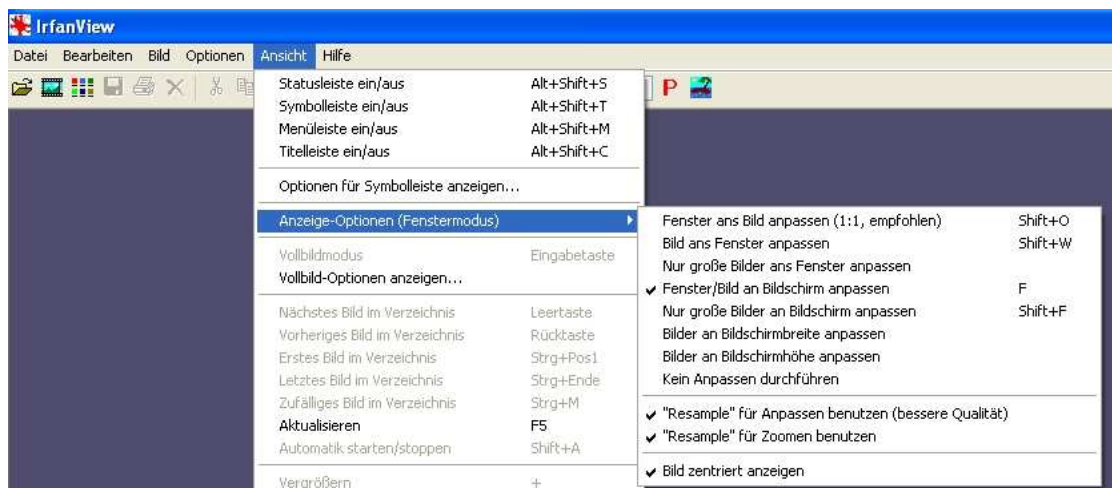 IrfanView
Datei Bearbeiten Bild Optionen Ansicht Hilfe
P
Statusleiste ein/aus Alt+Shift+S
Symbolleiste ein/aus Alt+Shift+T
Menüleiste ein/aus Alt+Shift+M
Titelleiste ein/aus Alt+Shift+C
Optionen für Symbolleiste anzeigen...
Anzeige-Optionen (Fenstermodus)
Vollbildmodus Eingabetaste
Vollbild-Optionen anzeigen...
Nächstes Bild im Verzeichnis Leertaste
Vorheriges Bild im Verzeichnis Rücktaste
Erstes Bild im Verzeichnis Strg+Pos1
Letztes Bild im Verzeichnis Strg+Ende
Zufälliges Bild im Verzeichnis Strg+M
Aktualisieren F5
Automatik starten/stoppen Shift+A
Vergrößern +
Fenster ans Bild anpassen (1:1, empfohlen) Shift+O
Bild ans Fenster anpassen Shift+W
Nur große Bilder ans Fenster anpassen
Fenster/Bild an Bildschirm anpassen F
Nur große Bilder an Bildschirm anpassen Shift+F
Bilder an Bildschirmbreite anpassen
Bilder an Bildschirmhöhe anpassen
Kein Anpassen durchführen
"Resample" für Anpassen benutzen (bessere Qualität)
"Resample" für Zoomen benutzen
Bild zentriert anzeigen